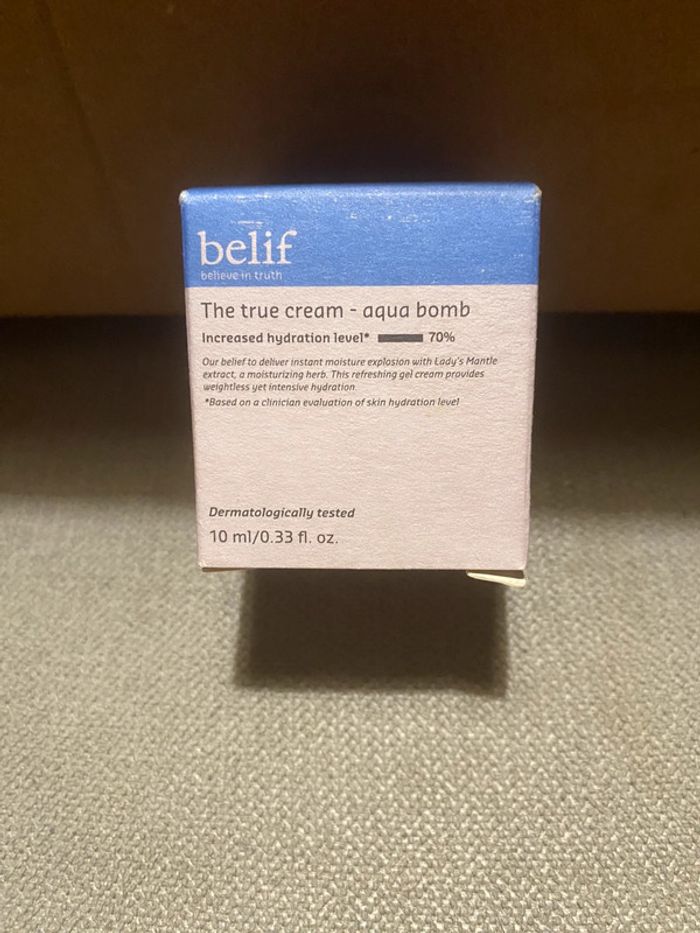 belif
believe in truth
The true cream - aqua bomb
Increased hydration level* 70%
Our belief to deliver instant moisture explosion with Lady's Mantle
extract, a moisturizing herb. This refreshing gel cream provides
weightless yet intensive hydration.
*Based on a clinician evaluation of skin hydration level
Dermatologically tested
10 ml/0.33 fl. oz.